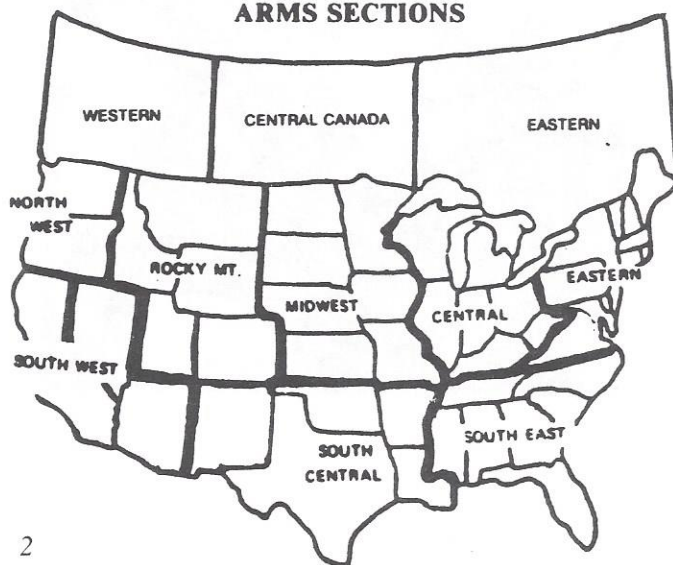 ARMS SECTIONS
WESTERN
CENTRAL CANADA
EASTERN
NORTH
WEST
ROCKY MT.
MIDWEST
CENTRAL
EASTERN
SOUTH WEST
SOUTH
CENTRAL
SOUTH EAST
2